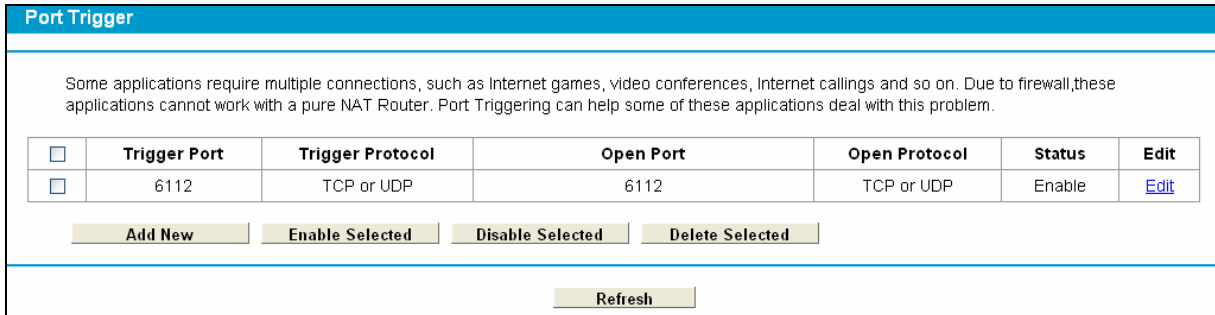 Port Trigger
Some applications require multiple connections, such as Internet games, video conferences, Internet callings and so on. Due to firewall,these
applications cannot work with a pure NAT Router. Port Triggering can help some of these applications deal with this problem.
Trigger Port Trigger Protocol Open Port Open Protocol Status Edit
6112 TCP or UDP 6112 TCP or UDP Enable Edit
Add New Enable Selected Disable Selected Delete Selected
Refresh